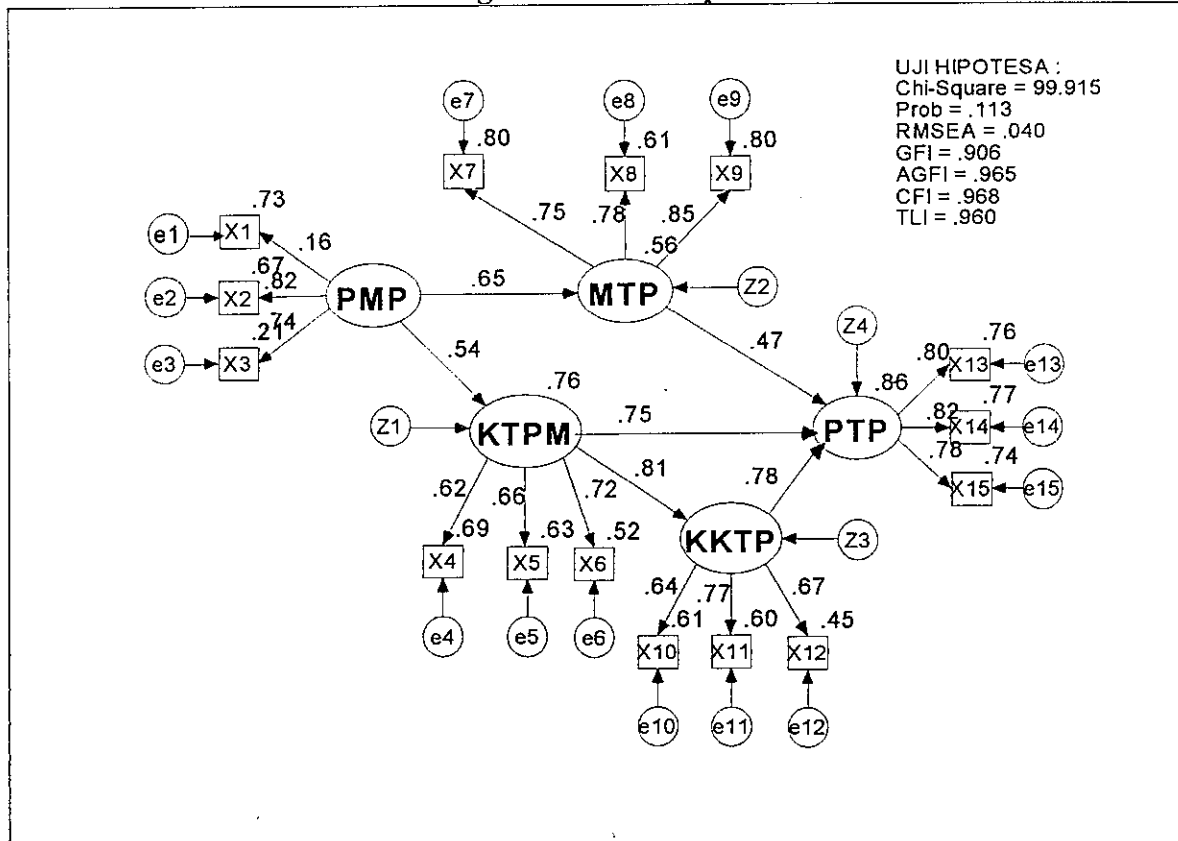 UJI HIPOTESA :
Chi-Square = 99.915
Prob = .113
RMSEA = .040
GFI = .906
AGFI = .965
CFI = .968
TLI = .960
e7 e8 e9
.80 .61 .80
X7 X8 X9
.75 .78 .85
.73
e1 X1 .16
.67
e2 X2 .82
.74
.21
e3 X3
PMP .65 .56 MTP Z2
.54 .47 Z4
.76
Z1 KTPM .75 .86 PTP
.80 X13 .76 e13
.82 X14 .77 e14
.78 X15 .74 e15
.62 .66 .72 .81 .78
.69 .63 .52
X4 X5 X6
e4 e5 e6
KKTP Z3
.64 .77 .67
.61 .60 .45
X10 X11 X12
e10 e11 e12